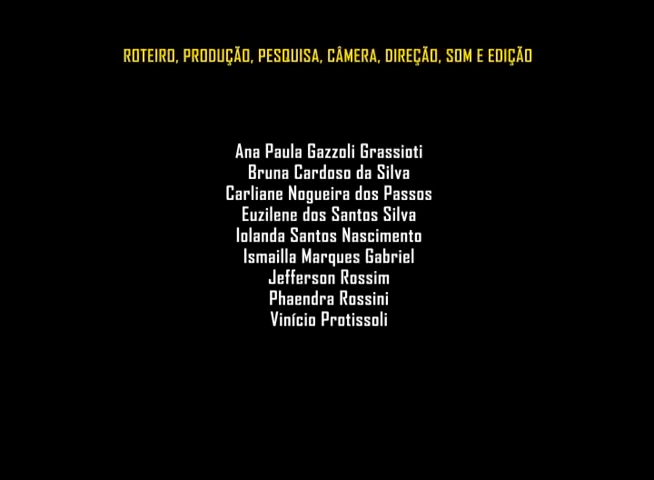 ROTEIRO, PRODUÇÃO, PESQUISA, CÂMERA, DIREÇÃO, SOM E EDIÇÃO
Ana Paula Gazzoli Grassioti
Bruna Cardoso da Silva
Carliane Nogueira dos Passos
Euzilene dos Santos Silva
Iolanda Santos Nascimento
Ismailla Marques Gabriel
Jefferson Rossim
Phaendra Rossini
Vinício Protissoli